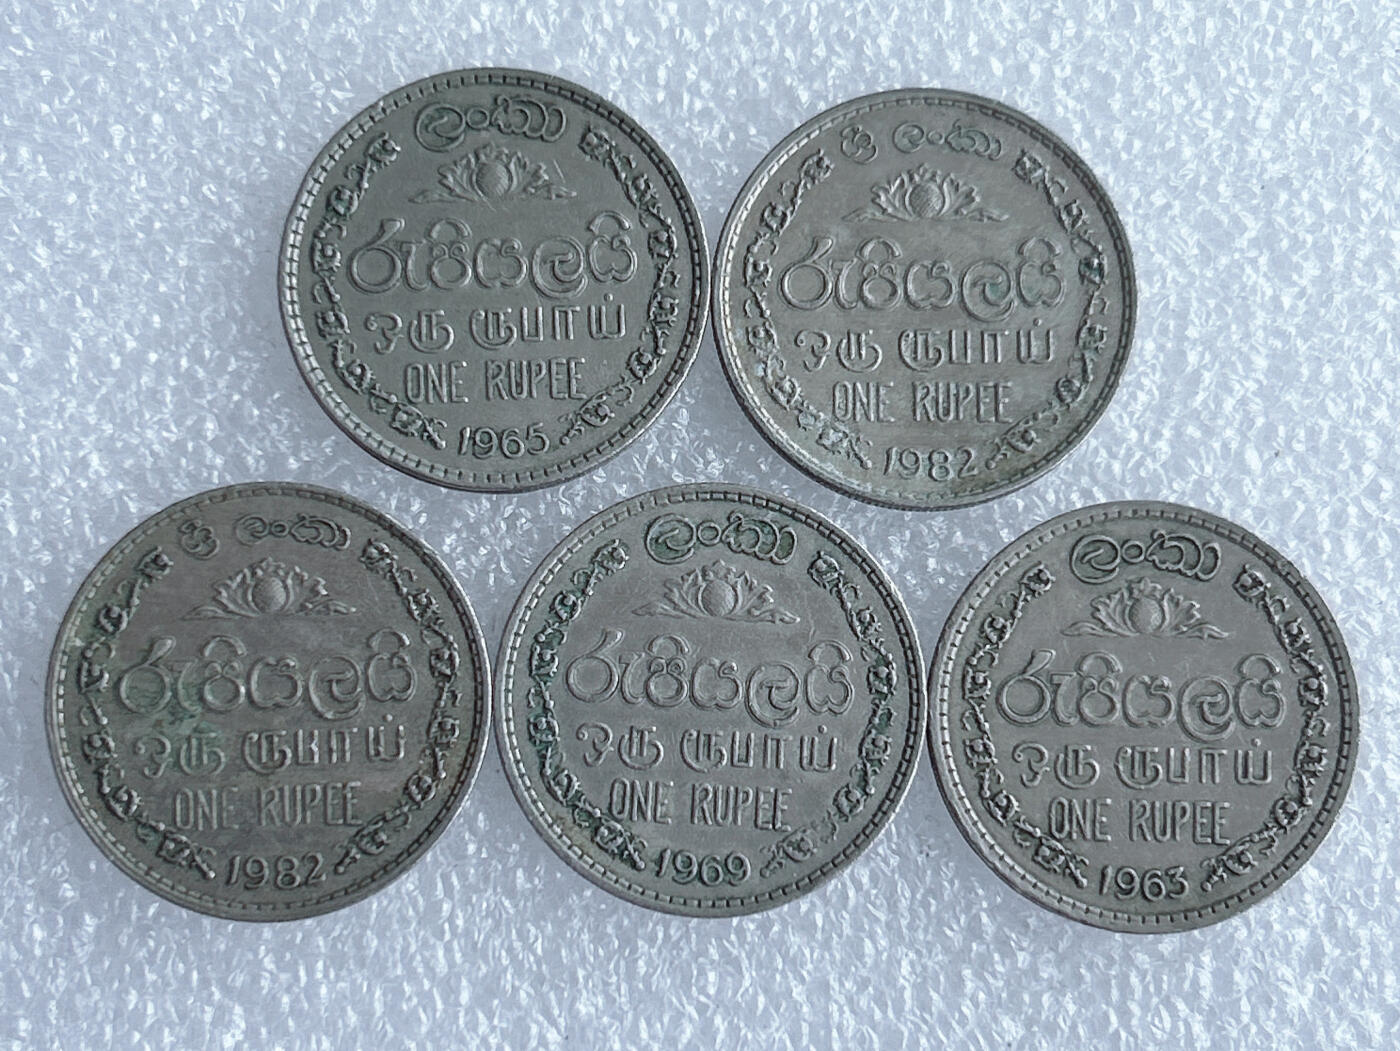 ලංකා
රුපියලයි
ஒரு ரூபாய்
ONE RUPEE
1965
ශ්‍රී ලංකා
රුපියලයි
ஒரு ரூபாய்
ONE RUPEE
1982
ශ්‍රී ලංකා
රුපියලයි
ஒரு ரூபாய்
ONE RUPEE
1982
ලංකා
රුපියලයි
ஒரு ரூபாய்
ONE RUPEE
1969
ලංකා
රුපියලයි
ஒரு ரூபாய்
ONE RUPEE
1963